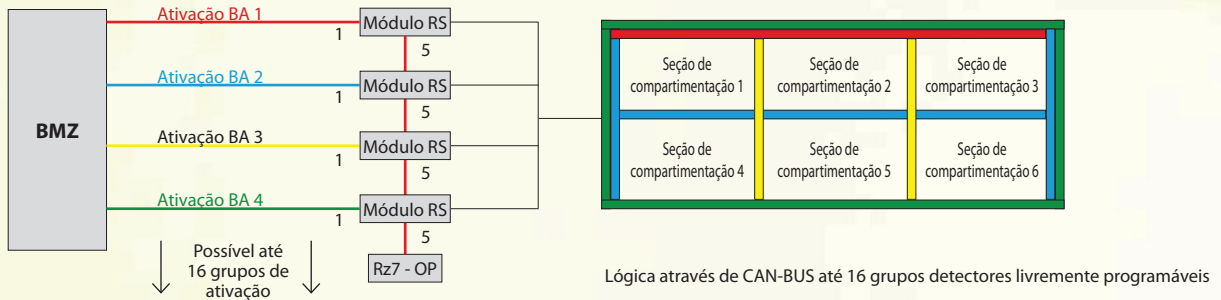 Ativação BA 1
1
Módulo RS
5
Ativação BA 2
1
Módulo RS
5
BMZ
Ativação BA 3
1
Módulo RS
5
Ativação BA 4
1
Módulo RS
5
Possível até
16 grupos de
ativação
Rz7 - OP
Seção de
compartimentação 1
Seção de
compartimentação 2
Seção de
compartimentação 3
Seção de
compartimentação 4
Seção de
compartimentação 5
Seção de
compartimentação 6
Lógica através de CAN-BUS até 16 grupos detectores livremente programáveis